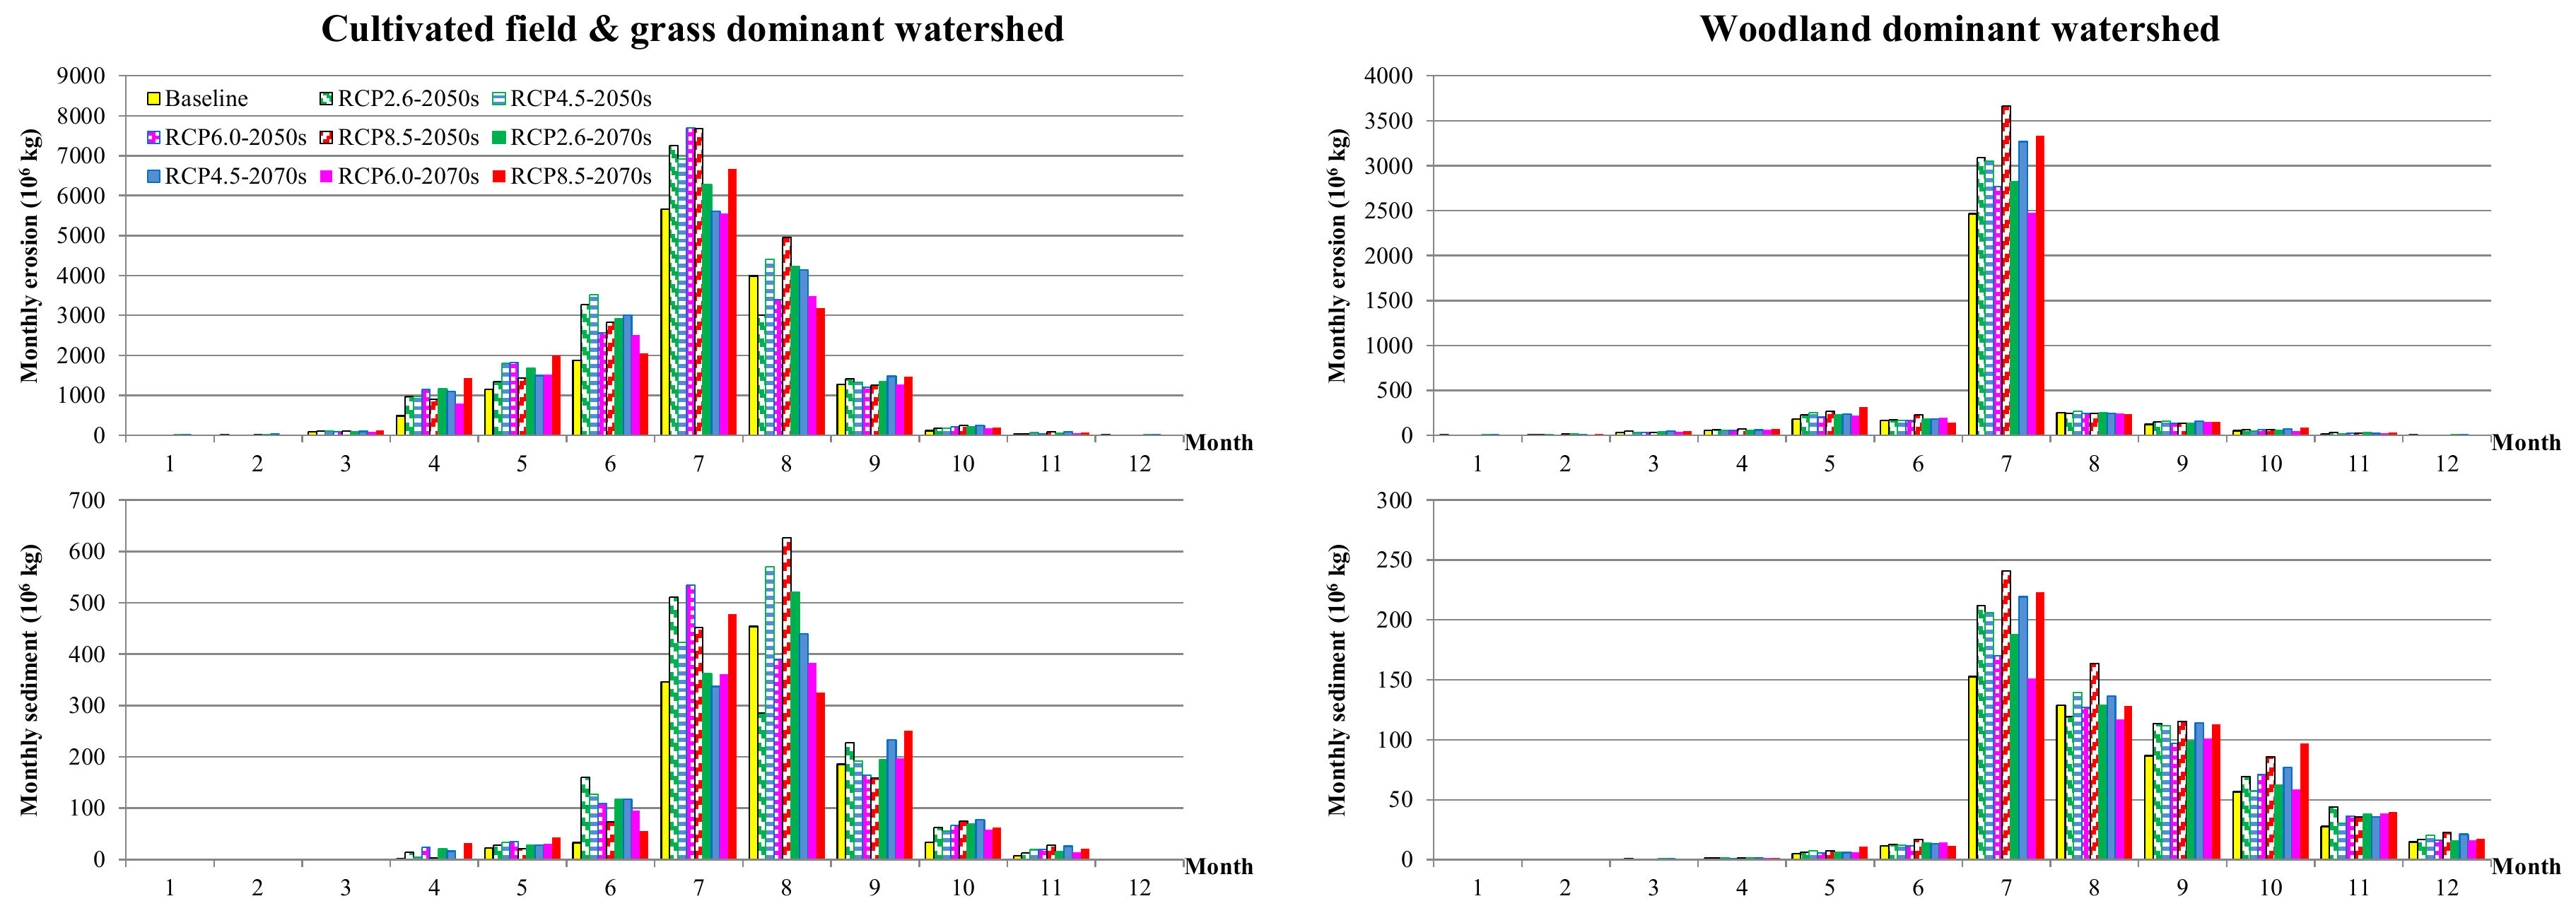 Cultivated field & grass dominant watershed
Woodland dominant watershed
Monthly erosion (10⁶ kg)
9000
8000
7000
6000
5000
4000
3000
2000
1000
0
Baseline RCP2.6-2050s RCP4.5-2050s
RCP6.0-2050s RCP8.5-2050s RCP2.6-2070s
RCP4.5-2070s RCP6.0-2070s RCP8.5-2070s
1 2 3 4 5 6 7 8 9 10 11 12
Month
Monthly erosion (10⁶ kg)
4000
3500
3000
2500
2000
1500
1000
500
0
1 2 3 4 5 6 7 8 9 10 11 12
Month
Monthly sediment (10⁶ kg)
700
600
500
400
300
200
100
0
1 2 3 4 5 6 7 8 9 10 11 12
Month
Monthly sediment (10⁶ kg)
300
250
200
150
100
50
0
1 2 3 4 5 6 7 8 9 10 11 12
Month